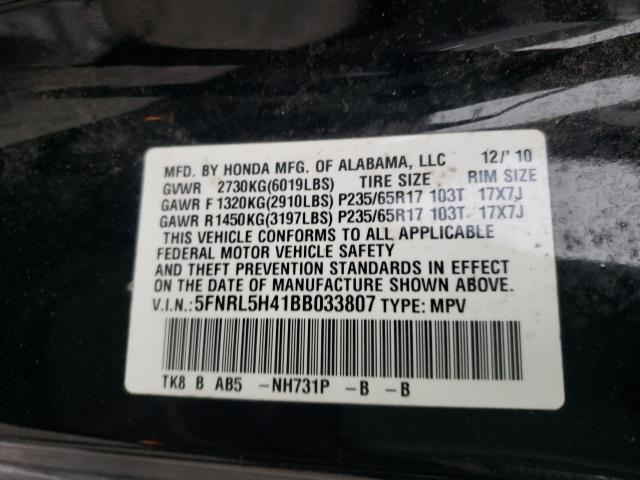 MFD. BY HONDA MFG. OF ALABAMA, LLC 12/'10
GVWR 2730KG(6019LBS) TIRE SIZE RIM SIZE
GAWR F 1320KG(2910LBS) P235/65R17 103T 17X7J
GAWR R1450KG(3197LBS) P235/65R17 103T 17X7J
THIS VEHICLE CONFORMS TO ALL APPLICABLE
FEDERAL MOTOR VEHICLE SAFETY
AND THEFT PREVENTION STANDARDS IN EFFECT
ON THE DATE OF MANUFACTURE SHOWN ABOVE.
V.I.N.:5FNRL5H41BB033807 TYPE: MPV
TK8 B AB5 -NH731P -B -B